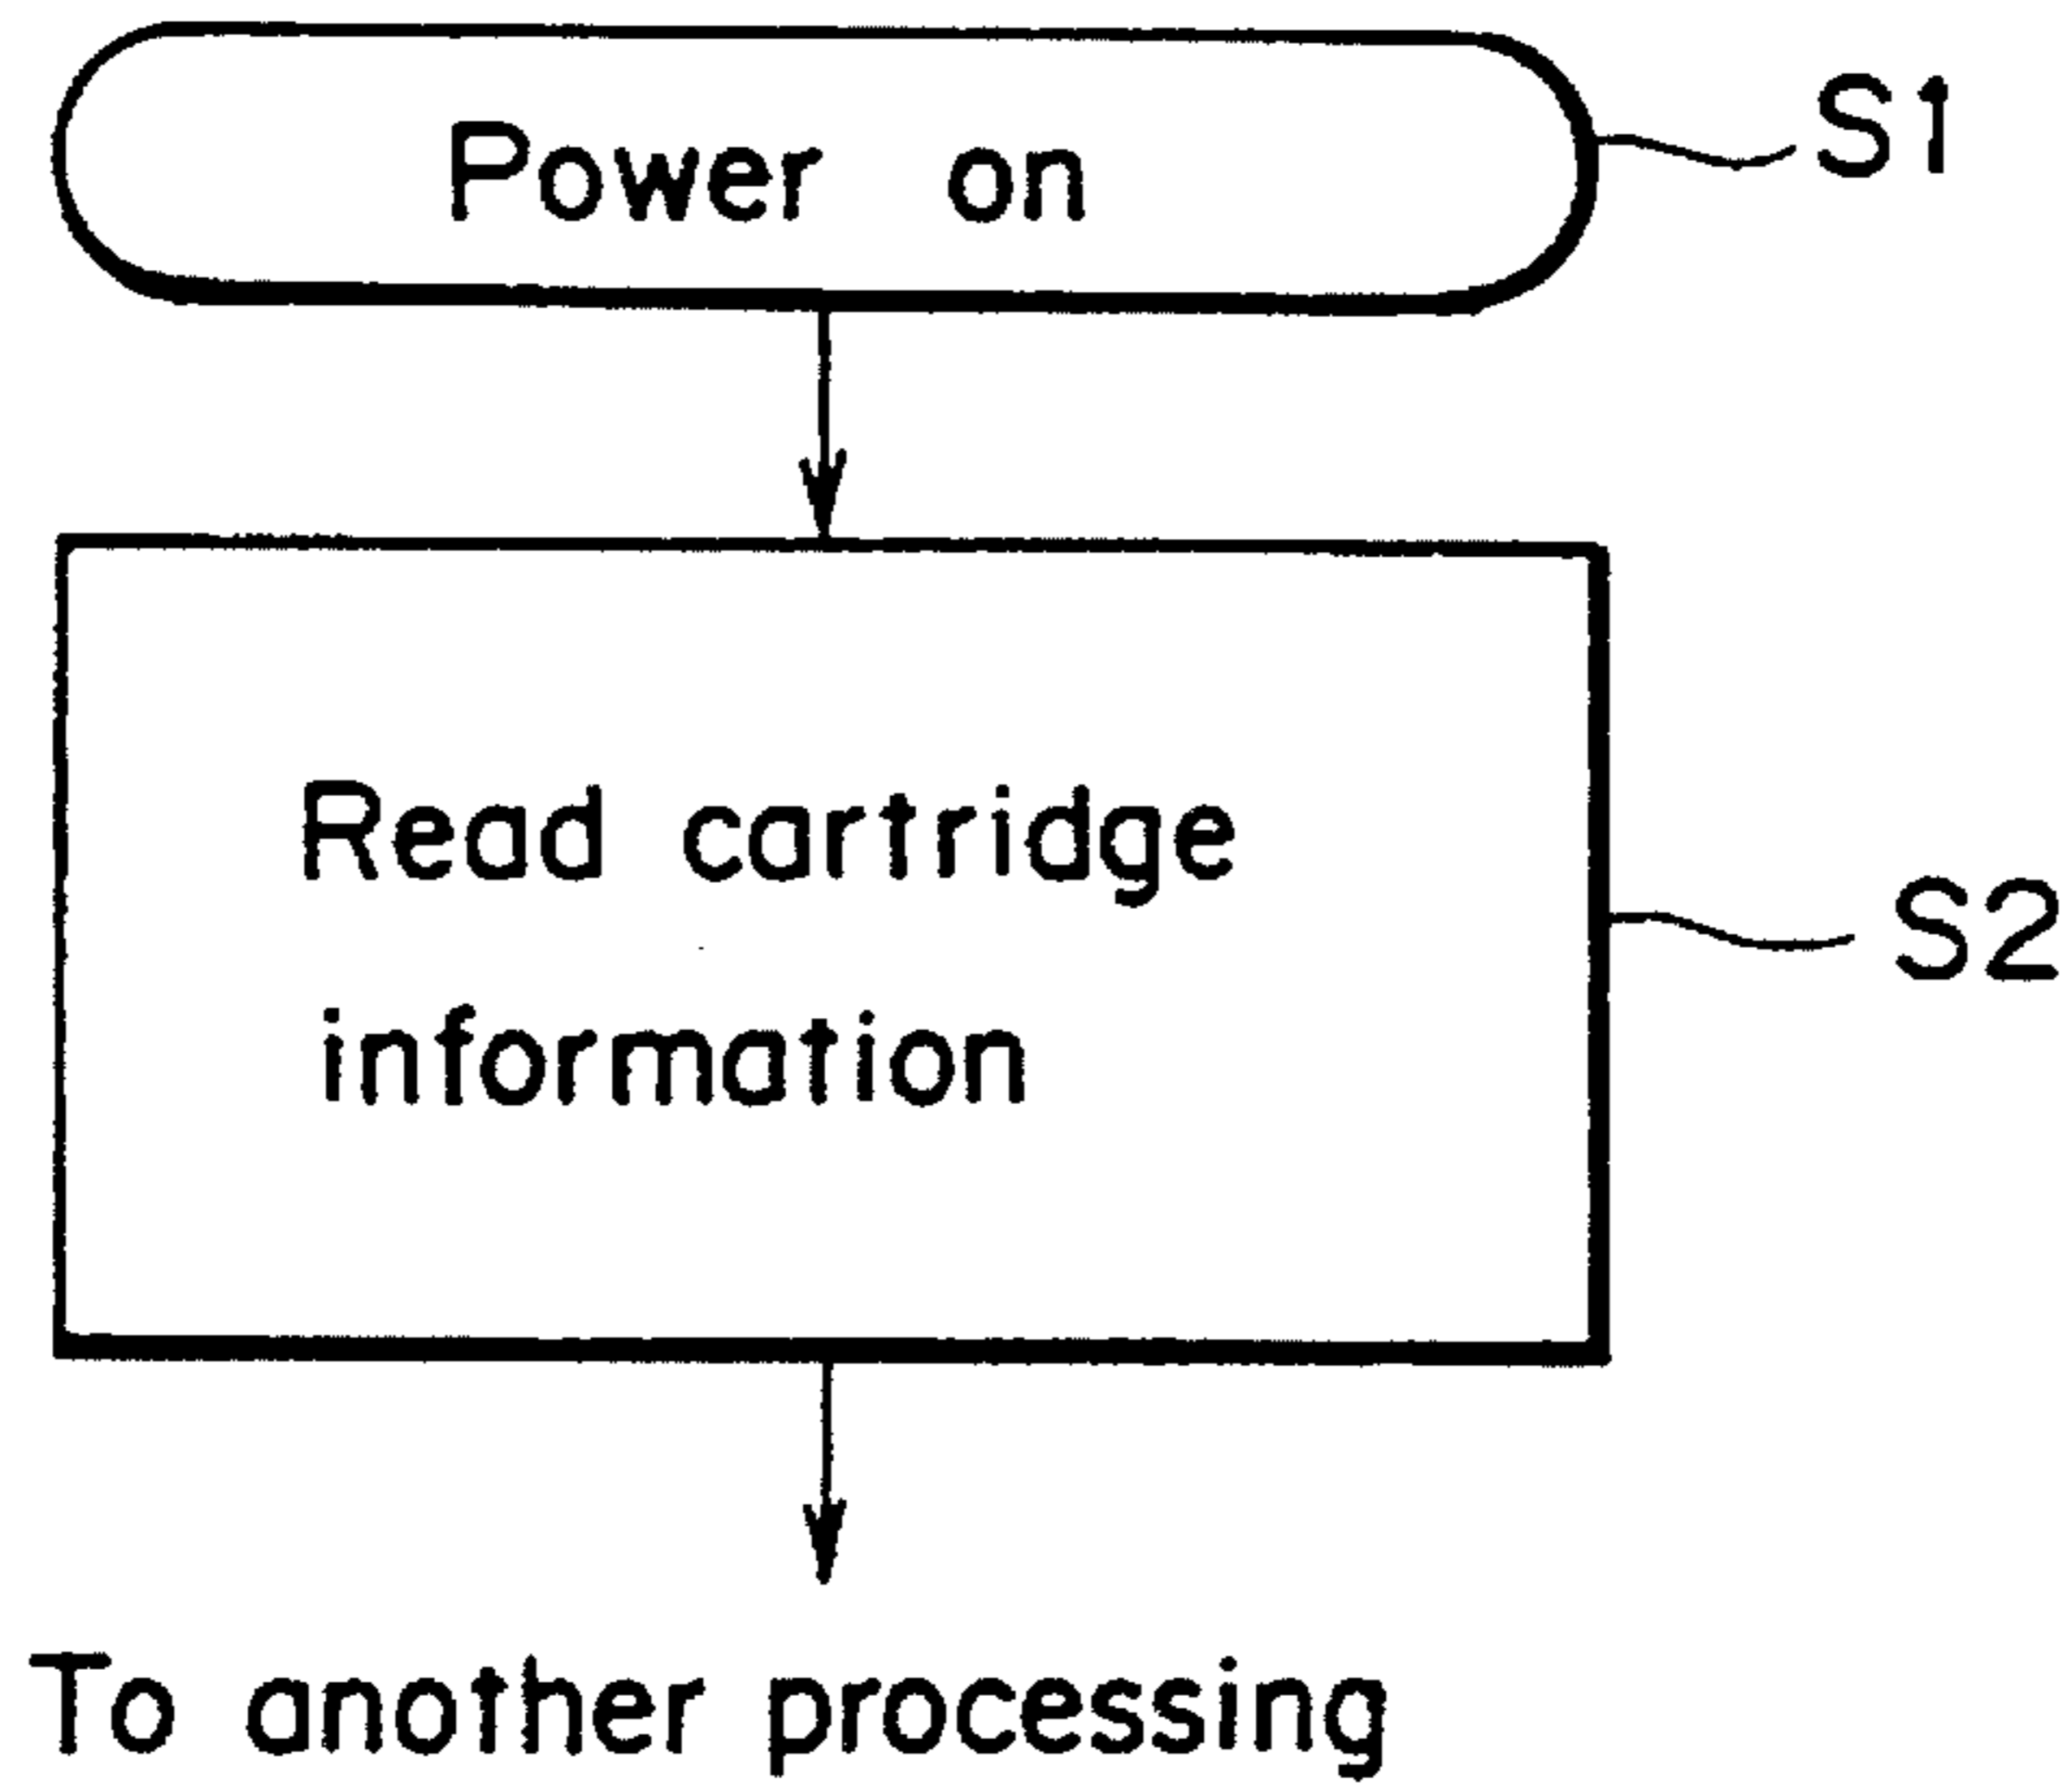 Power on
S1
Read cartridge
information
S2
To another processing